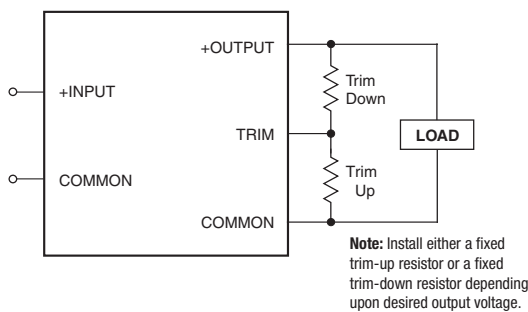 +OUTPUT
+INPUT
Trim
Down
TRIM
LOAD
COMMON
Trim
Up
COMMON
Note: Install either a fixed
trim-up resistor or a fixed
trim-down resistor depending
upon desired output voltage.